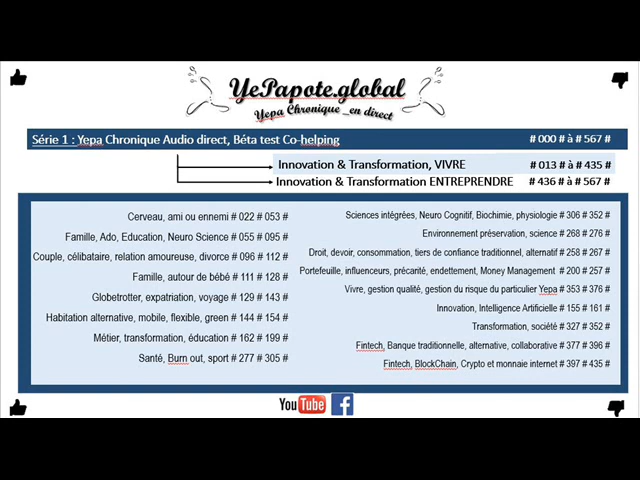 YePapote.global
Yepa Chronique _en direct
Série 1 : Yepa Chronique Audio direct, Béta test Co-helping # 000 # à # 567 #
Innovation & Transformation, VIVRE # 013 # à # 435 #
Innovation & Transformation ENTREPRENDRE # 436 # à # 567 #
Cerveau, ami ou ennemi # 022 # 053 #
Famille, Ado, Education, Neuro Science # 055 # 095 #
Couple, célibataire, relation amoureuse, divorce # 096 # 112 #
Famille, autour de bébé # 111 # 128 #
Globetrotter, expatriation, voyage # 129 # 143 #
Habitation alternative, mobile, flexible, green # 144 # 154 #
Métier, transformation, éducation # 162 # 199 #
Santé, Burn out, sport # 277 # 305 #
Sciences intégrées, Neuro Cognitif, Biochimie, physiologie # 306 # 352 #
Environnement préservation, science # 268 # 276 #
Droit, devoir, consommation, tiers de confiance traditionnel, alternatif # 258 # 267 #
Portefeuille, influenceurs, précarité, endettement, Money Management # 200 # 257 #
Vivre, gestion qualité, gestion du risque du particulier Yepa # 353 # 376 #
Innovation, Intelligence Artificielle # 155 # 161 #
Transformation, société # 327 # 352 #
Fintech, Banque traditionnelle, alternative, collaborative # 377 # 396 #
Fintech, BlockChain, Crypto et monnaie internet # 397 # 435 #
YouTube f